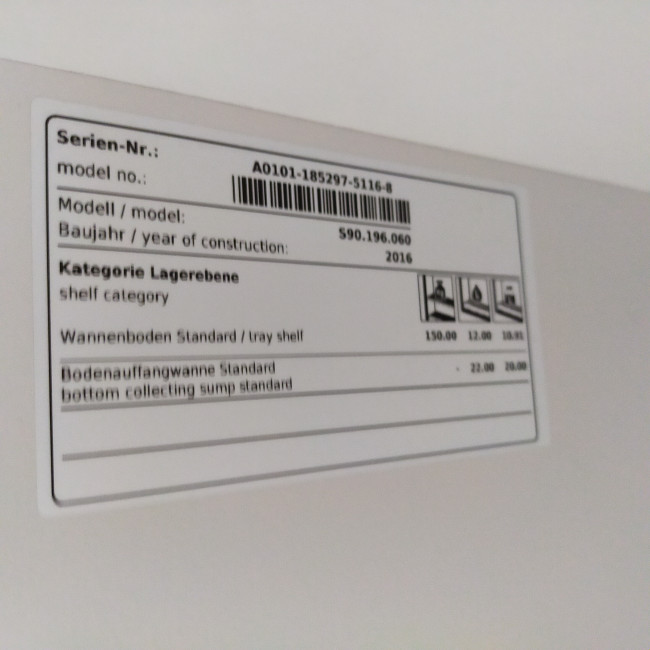 Serien-Nr.:
model no.:
A0101-185297-5116-8
Modell / model:
S90.196.060
Baujahr / year of construction:
2016
Kategorie Lagerebene
shelf category
Wannenboden Standard / tray shelf
150.00 12.00
Bodenauffangwanne Standard
bottom collecting sump standard
- 22.00 20.00